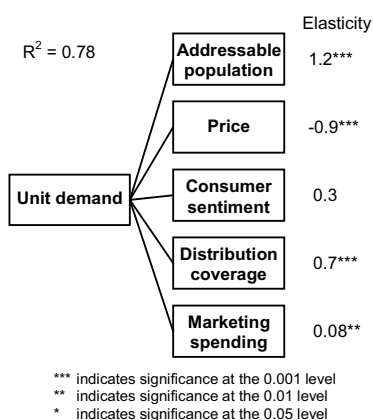 Elasticity
R² = 0.78
Addressable
population
1.2***
Price
-0.9***
Unit demand
Consumer
sentiment
0.3
Distribution
coverage
0.7***
Marketing
spending
0.08**
*** indicates significance at the 0.001 level
** indicates significance at the 0.01 level
* indicates significance at the 0.05 level